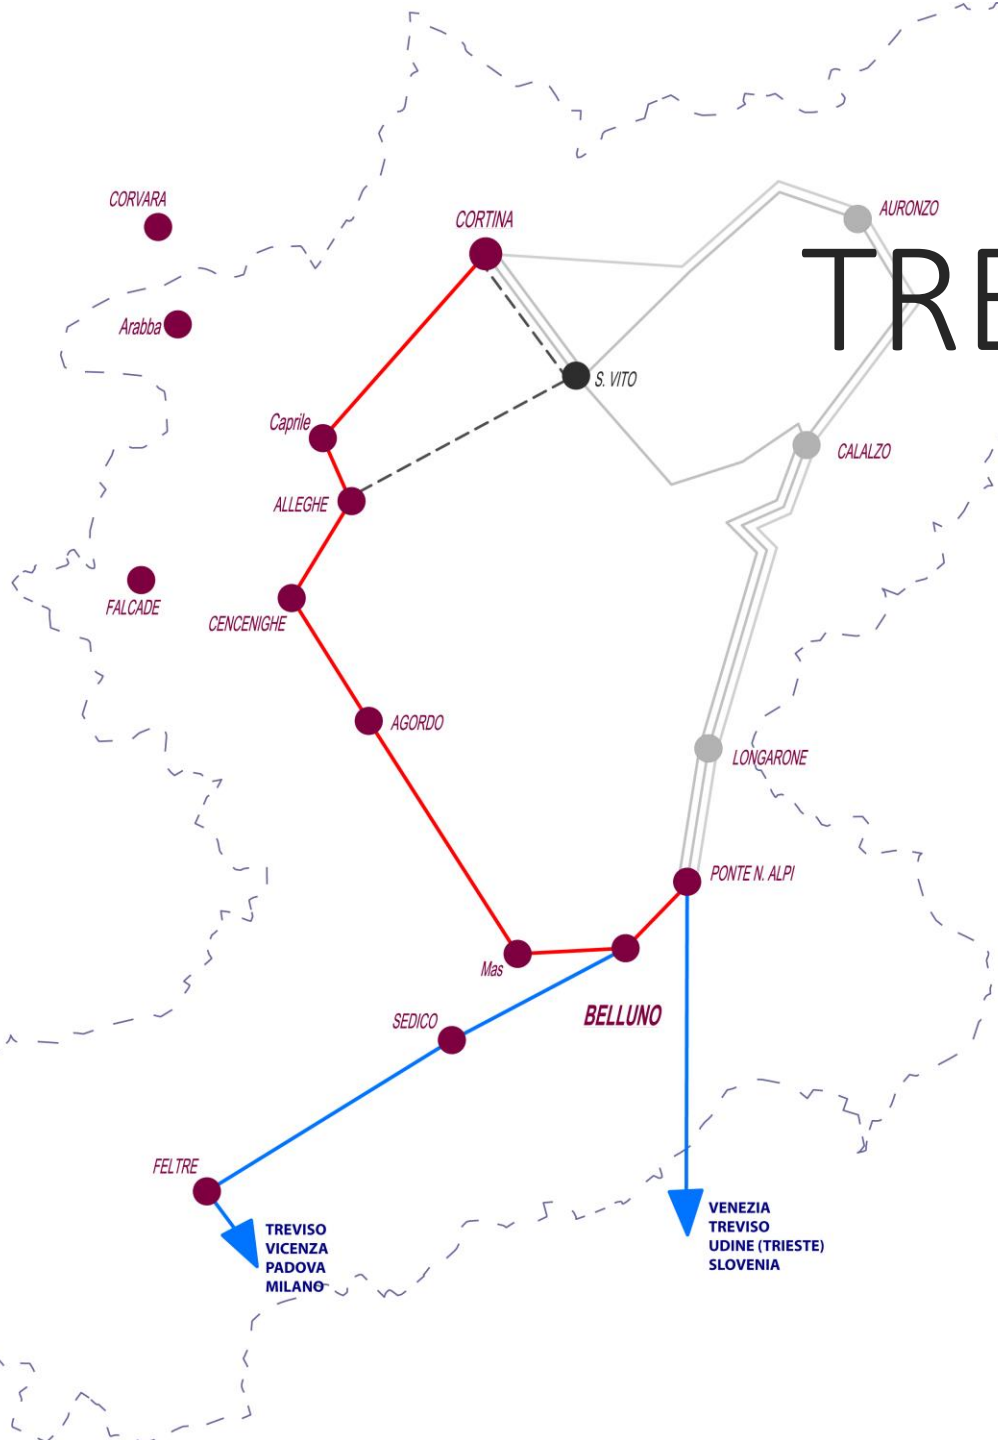 CORVARA
AURONZO
CORTINA
TRE
Arabba
S. VITO
Caprile
CALALZO
ALLEGHE
FALCADE
CENCENIGHE
AGORDO
LONGARONE
PONTE N. ALPI
Mas
BELLUNO
SEDICO
FELTRE
VENEZIA
TREVISO
UDINE (TRIESTE)
SLOVENIA
TREVISO
VICENZA
PADOVA
MILANO